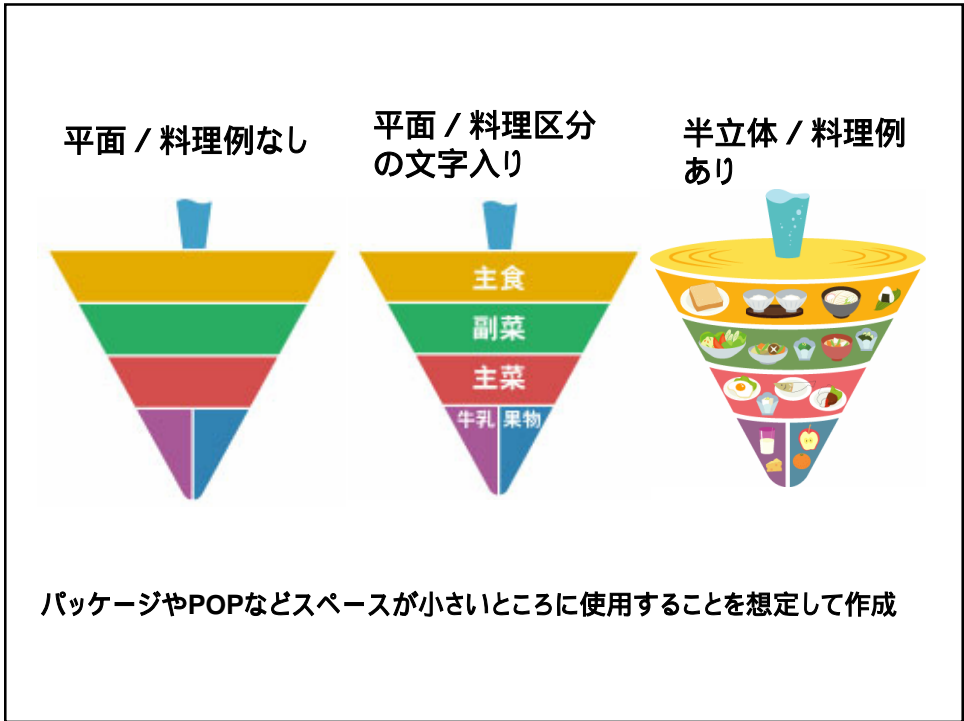 平面 / 料理例なし
平面 / 料理区分
の文字入り
半立体 / 料理例
あり
主食
副菜
主菜
牛乳 果物
パッケージやPOPなどスペースが小さいところに使用することを想定して作成